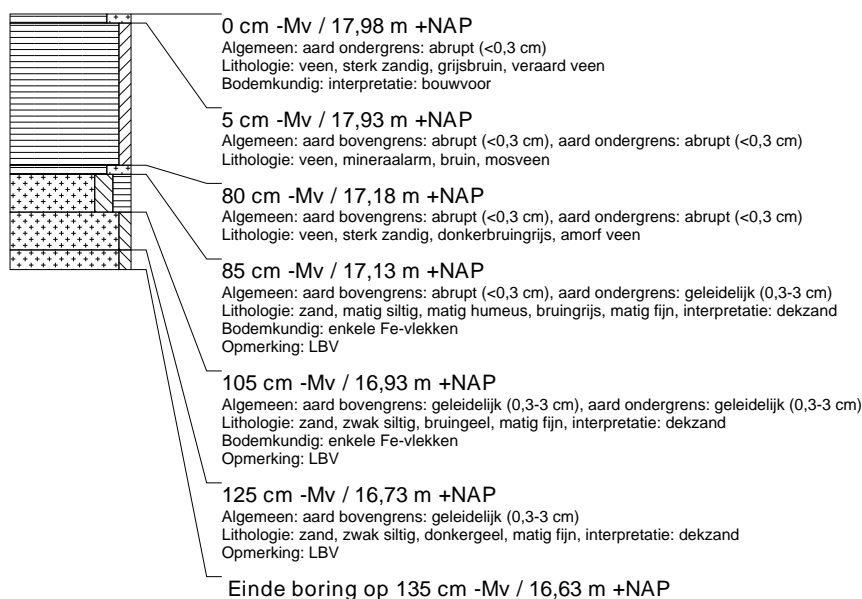 0 cm -Mv / 17,98 m +NAP
Algemeen: aard ondergrens: abrupt (<0,3 cm)
Lithologie: veen, sterk zandig, grijsbruin, veraard veen
Bodemkundig: interpretatie: bouwvoor
5 cm -Mv / 17,93 m +NAP
Algemeen: aard bovengrens: abrupt (<0,3 cm), aard ondergrens: abrupt (<0,3 cm)
Lithologie: veen, mineraalarm, bruin, mosveen
80 cm -Mv / 17,18 m +NAP
Algemeen: aard bovengrens: abrupt (<0,3 cm), aard ondergrens: abrupt (<0,3 cm)
Lithologie: veen, sterk zandig, donkerbruingrijs, amorf veen
85 cm -Mv / 17,13 m +NAP
Algemeen: aard bovengrens: abrupt (<0,3 cm), aard ondergrens: geleidelijk (0,3-3 cm)
Lithologie: zand, matig siltig, matig humeus, bruingrijs, matig fijn, interpretatie: dekzand
Bodemkundig: enkele Fe-vlekken
Opmerking: LBV
105 cm -Mv / 16,93 m +NAP
Algemeen: aard bovengrens: geleidelijk (0,3-3 cm), aard ondergrens: geleidelijk (0,3-3 cm)
Lithologie: zand, zwak siltig, bruingeel, matig fijn, interpretatie: dekzand
Bodemkundig: enkele Fe-vlekken
Opmerking: LBV
125 cm -Mv / 16,73 m +NAP
Algemeen: aard bovengrens: geleidelijk (0,3-3 cm)
Lithologie: zand, zwak siltig, donkergeel, matig fijn, interpretatie: dekzand
Opmerking: LBV
Einde boring op 135 cm -Mv / 16,63 m +NAP